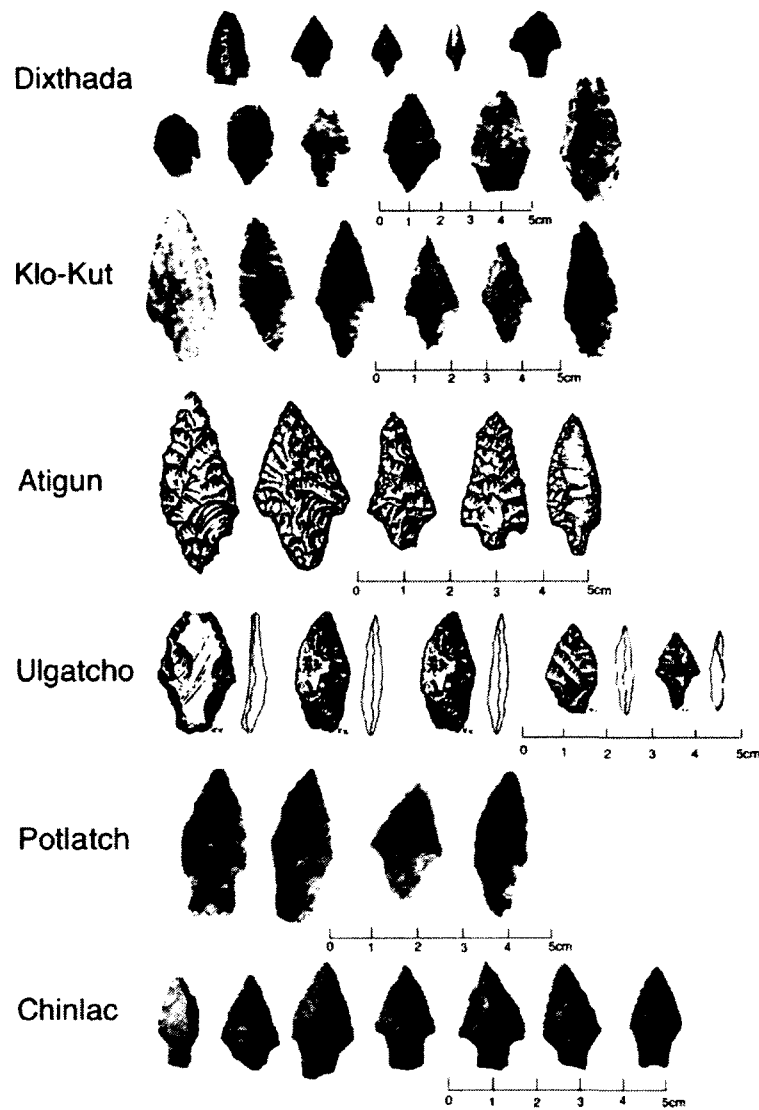 Dixthada
0 1 2 3 4 5cm
Klo-Kut
0 1 2 3 4 5cm
Atigun
0 1 2 3 4 5cm
Ulgatcho
0 1 2 3 4 5cm
Potlatch
0 1 2 3 4 5cm
Chinlac
0 1 2 3 4 5cm